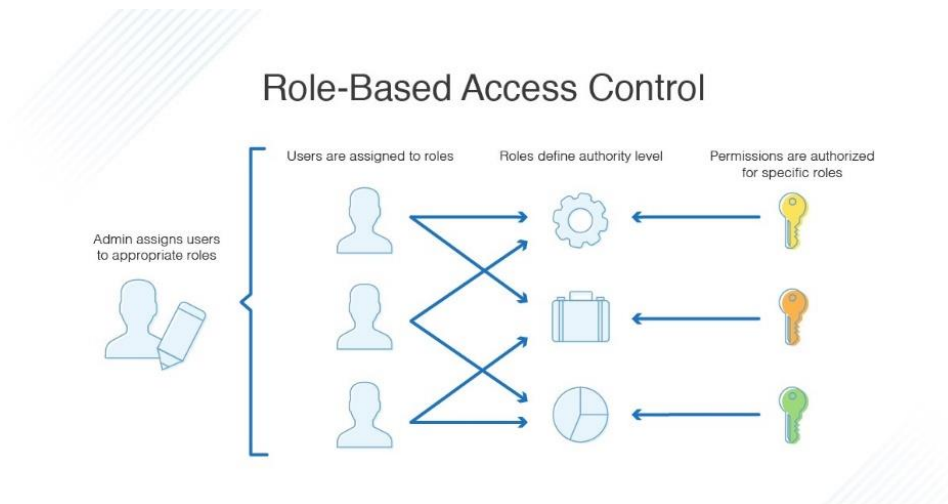 Role-Based Access Control
Users are assigned to roles
Roles define authority level
Permissions are authorized
for specific roles
Admin assigns users
to appropriate roles